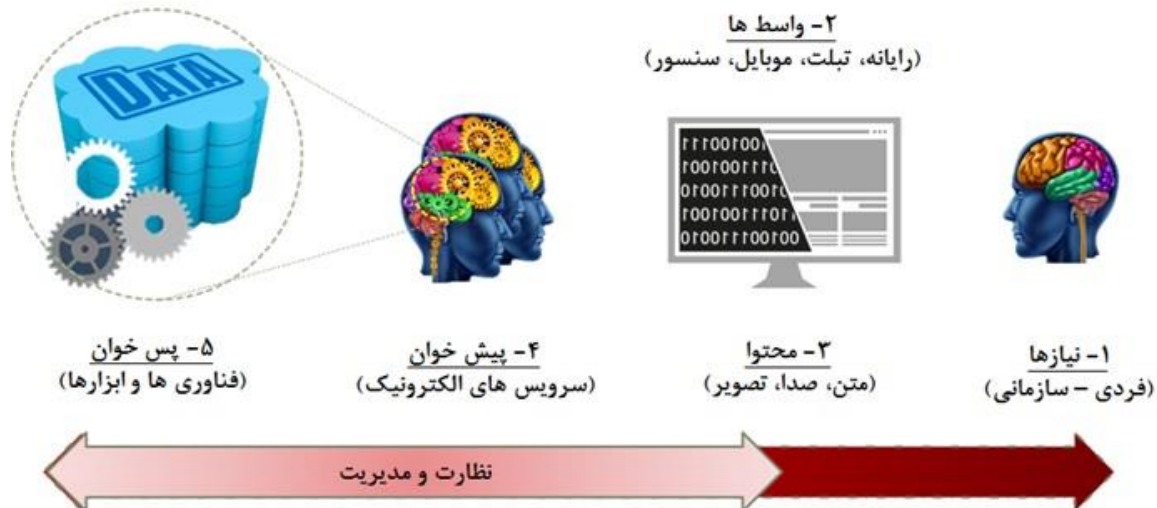 ۲- واسط ها
(رایانه، تبلت، موبایل، سنسور)
DATA
۵- پس خوان
(فناوری ها و ابزارها)
۴- پیش خوان
(سرویس های الکترونیک)
۳- محتوا
(متن، صدا، تصویر)
۱- نیازها
(فردی – سازمانی)
نظارت و مدیریت